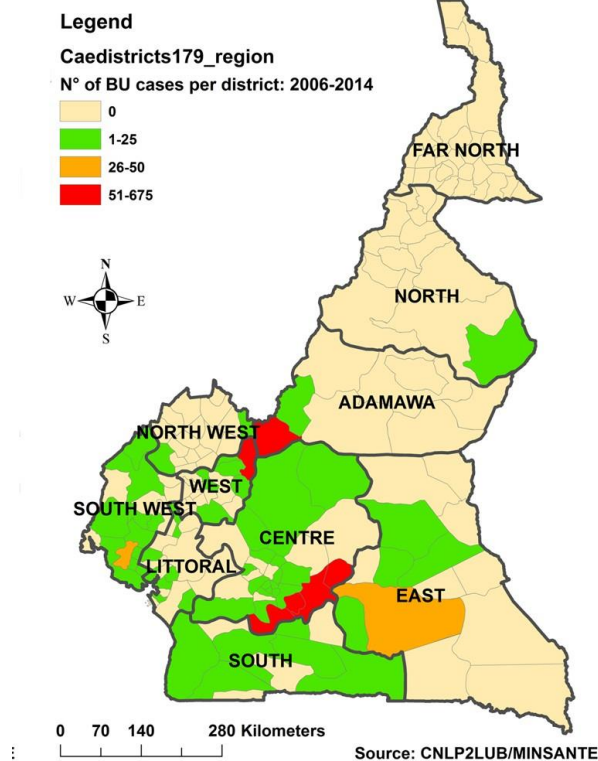 Legend
Caedistricts179_region
N° of BU cases per district: 2006-2014
0
1-25
26-50
51-675
N
W E
S
FAR NORTH
NORTH
ADAMAWA
NORTH WEST
WEST
SOUTH WEST
CENTRE
LITTORAL
EAST
SOUTH
0 70 140 280 Kilometers
Source: CNLP2LUB/MINSANTE